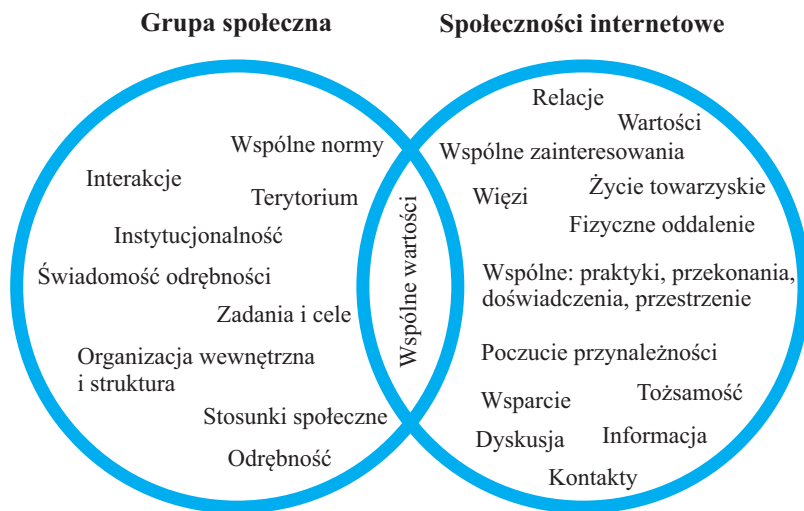 Grupa społeczna
Społeczności internetowe
Wspólne normy
Interakcje
Terytorium
Instytucjonalność
Świadomość odrębności
Zadania i cele
Organizacja wewnętrzna
i struktura
Stosunki społeczne
Odrębność
Wspólne wartości
Relacje
Wartości
Wspólne zainteresowania
Więzi
Życie towarzyskie
Fizyczne oddalenie
Wspólne: praktyki, przekonania,
doświadczenia, przestrzenie
Poczucie przynależności
Wsparcie
Tożsamość
Dyskusja
Informacja
Kontakty